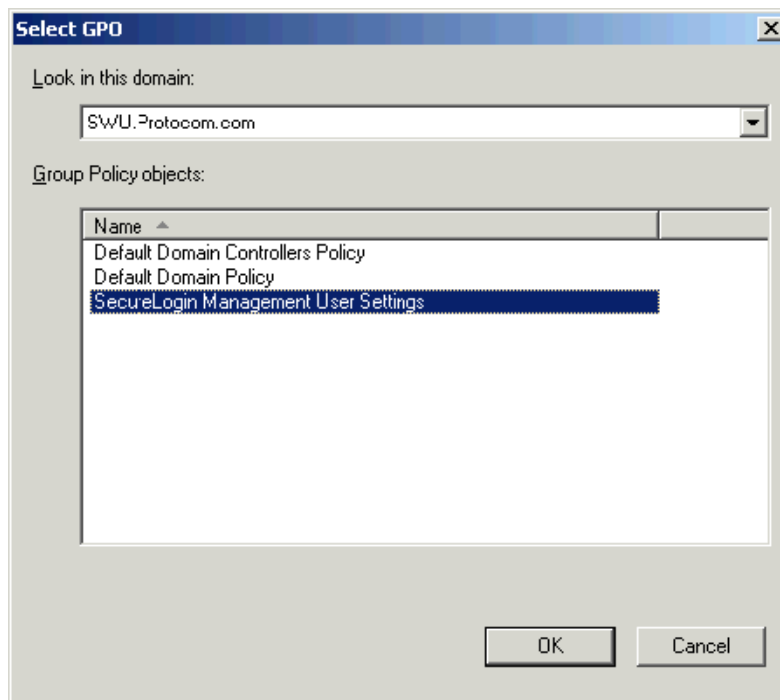 Select GPO
Look in this domain:
SWU.Protocom.com
Group Policy objects:
Name
Default Domain Controllers Policy
Default Domain Policy
SecureLogin Management User Settings
OK Cancel